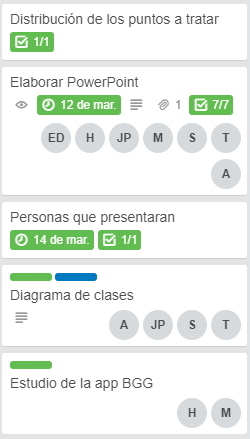 Distribución de los puntos a tratar
1/1
Elaborar PowerPoint
12 de mar. 1 7/7
ED H JP M S T
A
Personas que presentaran
14 de mar. 1/1
Diagrama de clases
A JP S T
Estudio de la app BGG
H M